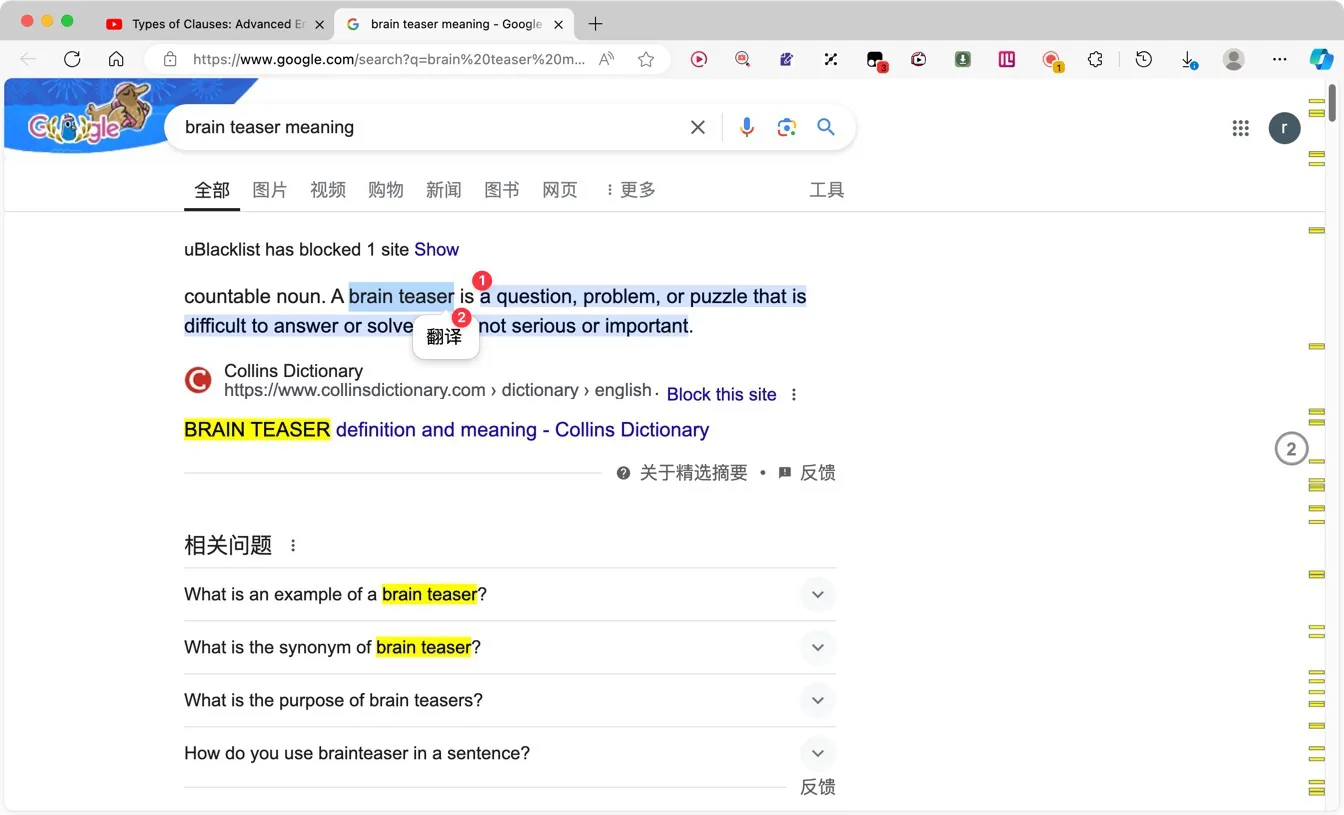 Types of Clauses: Advanced En
brain teaser meaning - Google
https://www.google.com/search?q=brain%20teaser%20m...
3
1
Google
brain teaser meaning
r
全部 图片 视频 购物 新闻 图书 网页 更多 工具
uBlacklist has blocked 1 site Show
1
countable noun. A brain teaser is a question, problem, or puzzle that is
2
difficult to answer or solve not serious or important.
翻译
Collins Dictionary
https://www.collinsdictionary.com › dictionary › english. Block this site
BRAIN TEASER definition and meaning - Collins Dictionary
2
关于精选摘要 • 反馈
相关问题
What is an example of a brain teaser?
What is the synonym of brain teaser?
What is the purpose of brain teasers?
How do you use brainteaser in a sentence?
反馈